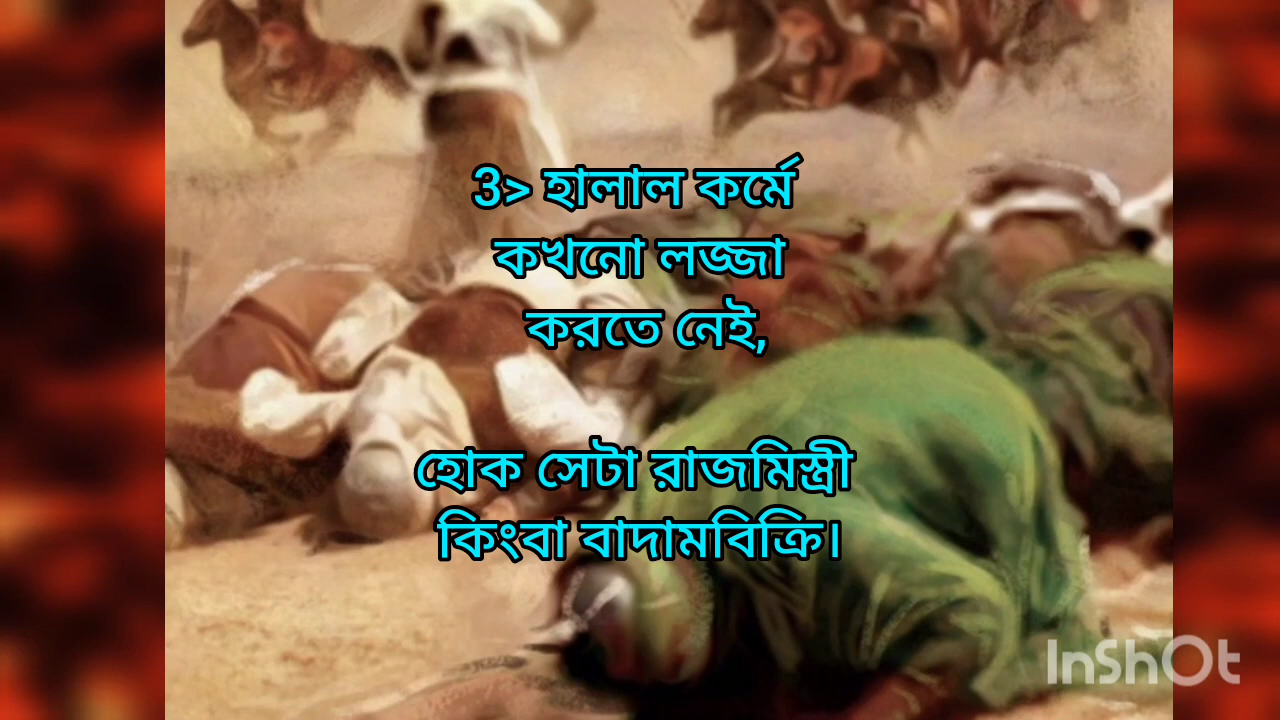 3> হালাল কর্মে
কখনো লজ্জা
করতে নেই,
হোক সেটা রাজমিস্ত্রী
কিংবা বাদামবিক্রি।
InShOt